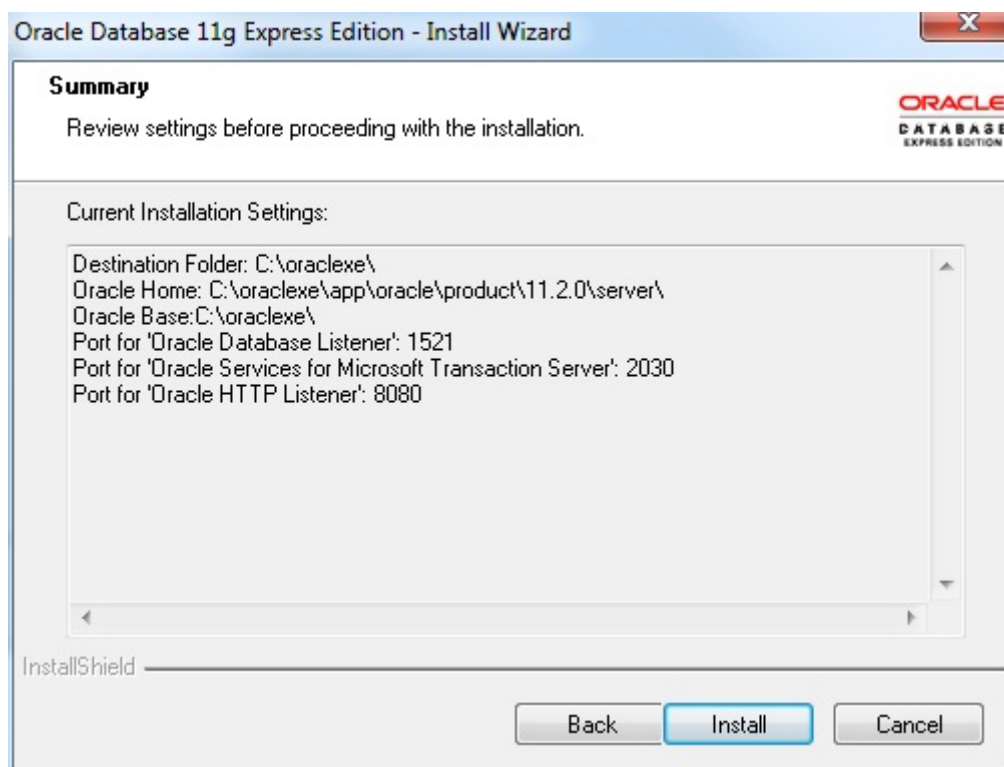 Oracle Database 11g Express Edition - Install Wizard
Summary
Review settings before proceeding with the installation.
ORACLE
DATABASE
EXPRESS EDITION
Current Installation Settings:
Destination Folder: C:\oraclexe\
Oracle Home: C:\oraclexe\app\oracle\product\11.2.0\server\
Oracle Base:C:\oraclexe\
Port for 'Oracle Database Listener': 1521
Port for 'Oracle Services for Microsoft Transaction Server': 2030
Port for 'Oracle HTTP Listener': 8080
InstallShield
Back Install Cancel